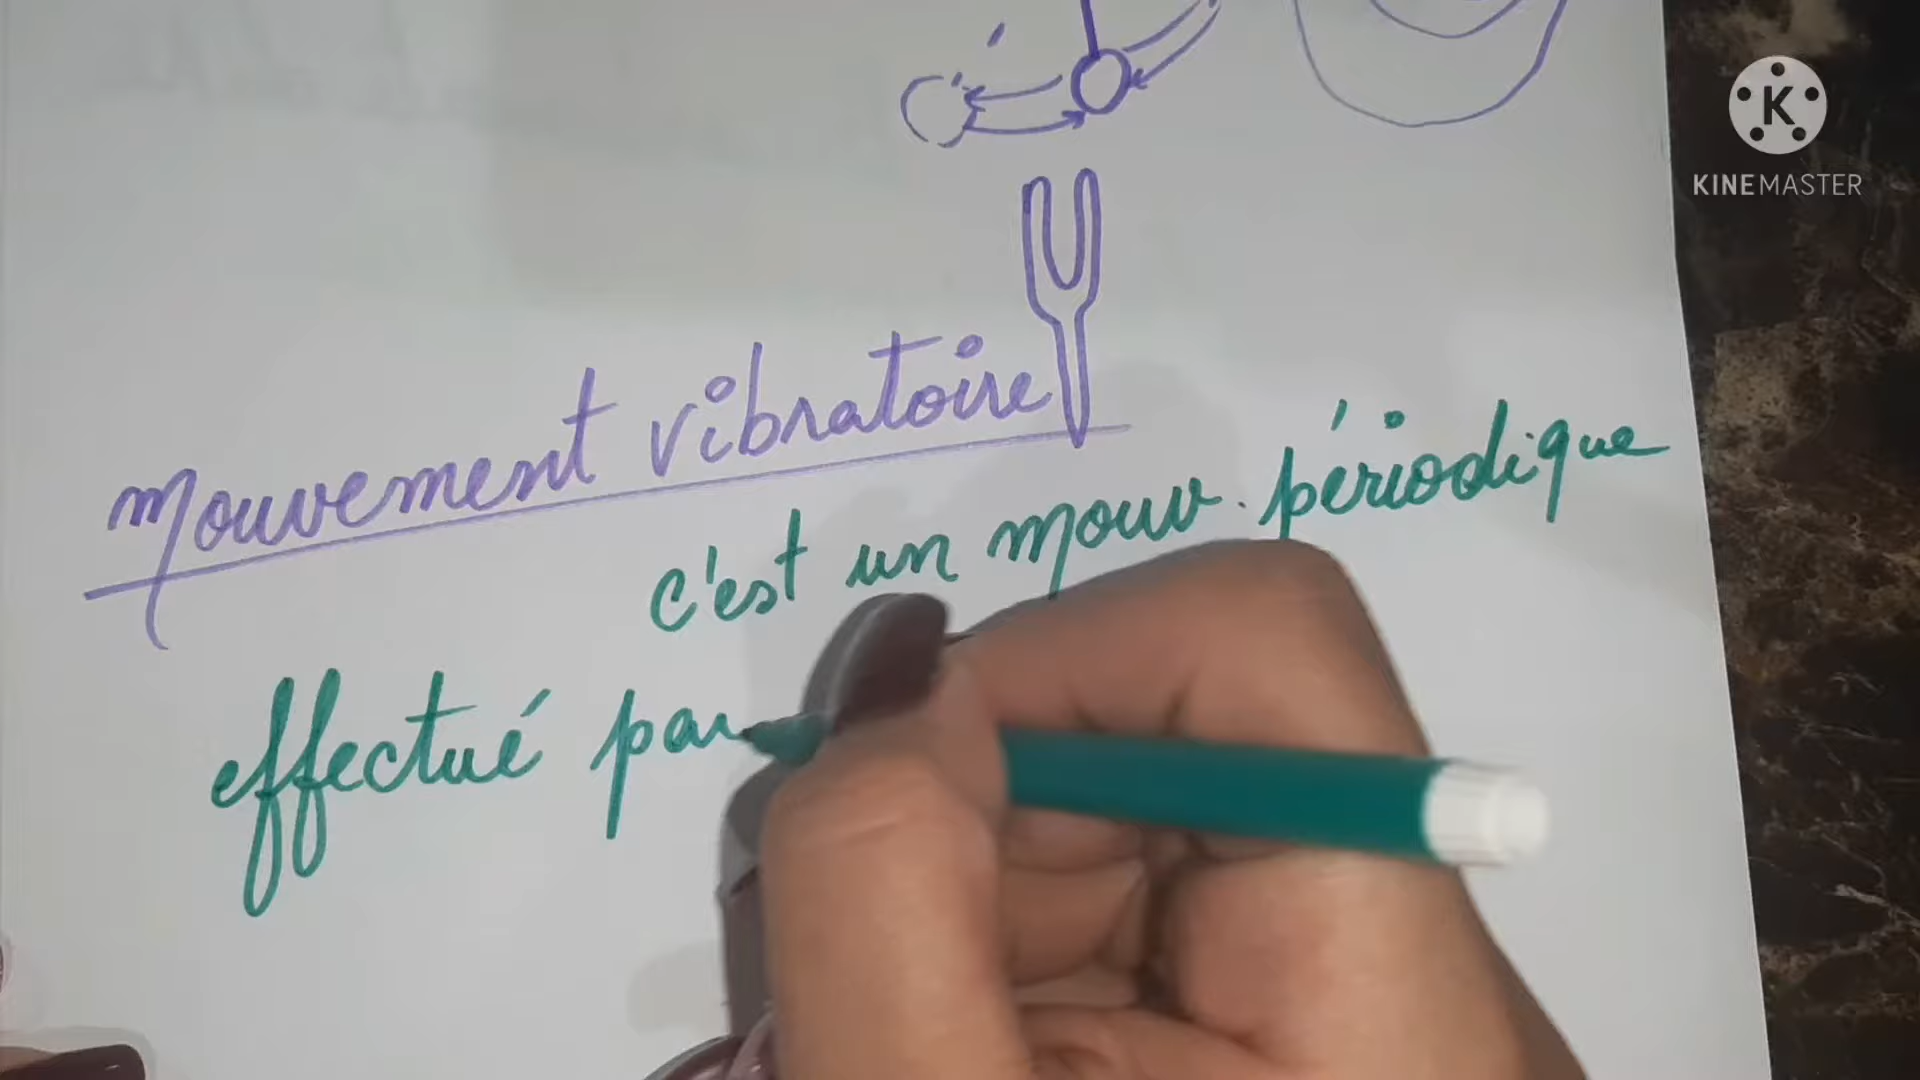 K
KINEMASTER
Mouvement vibratoire
c'est un mouv. périodique
effectué par